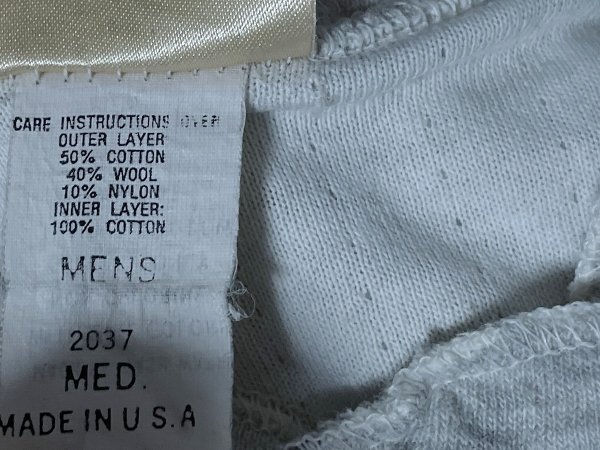 CARE INSTRUCTIONS OVER
OUTER LAYER
50% COTTON
40% WOOL
10% NYLON
INNER LAYER:
100% COTTON
MENS
2037
MED.
MADE IN U S.A